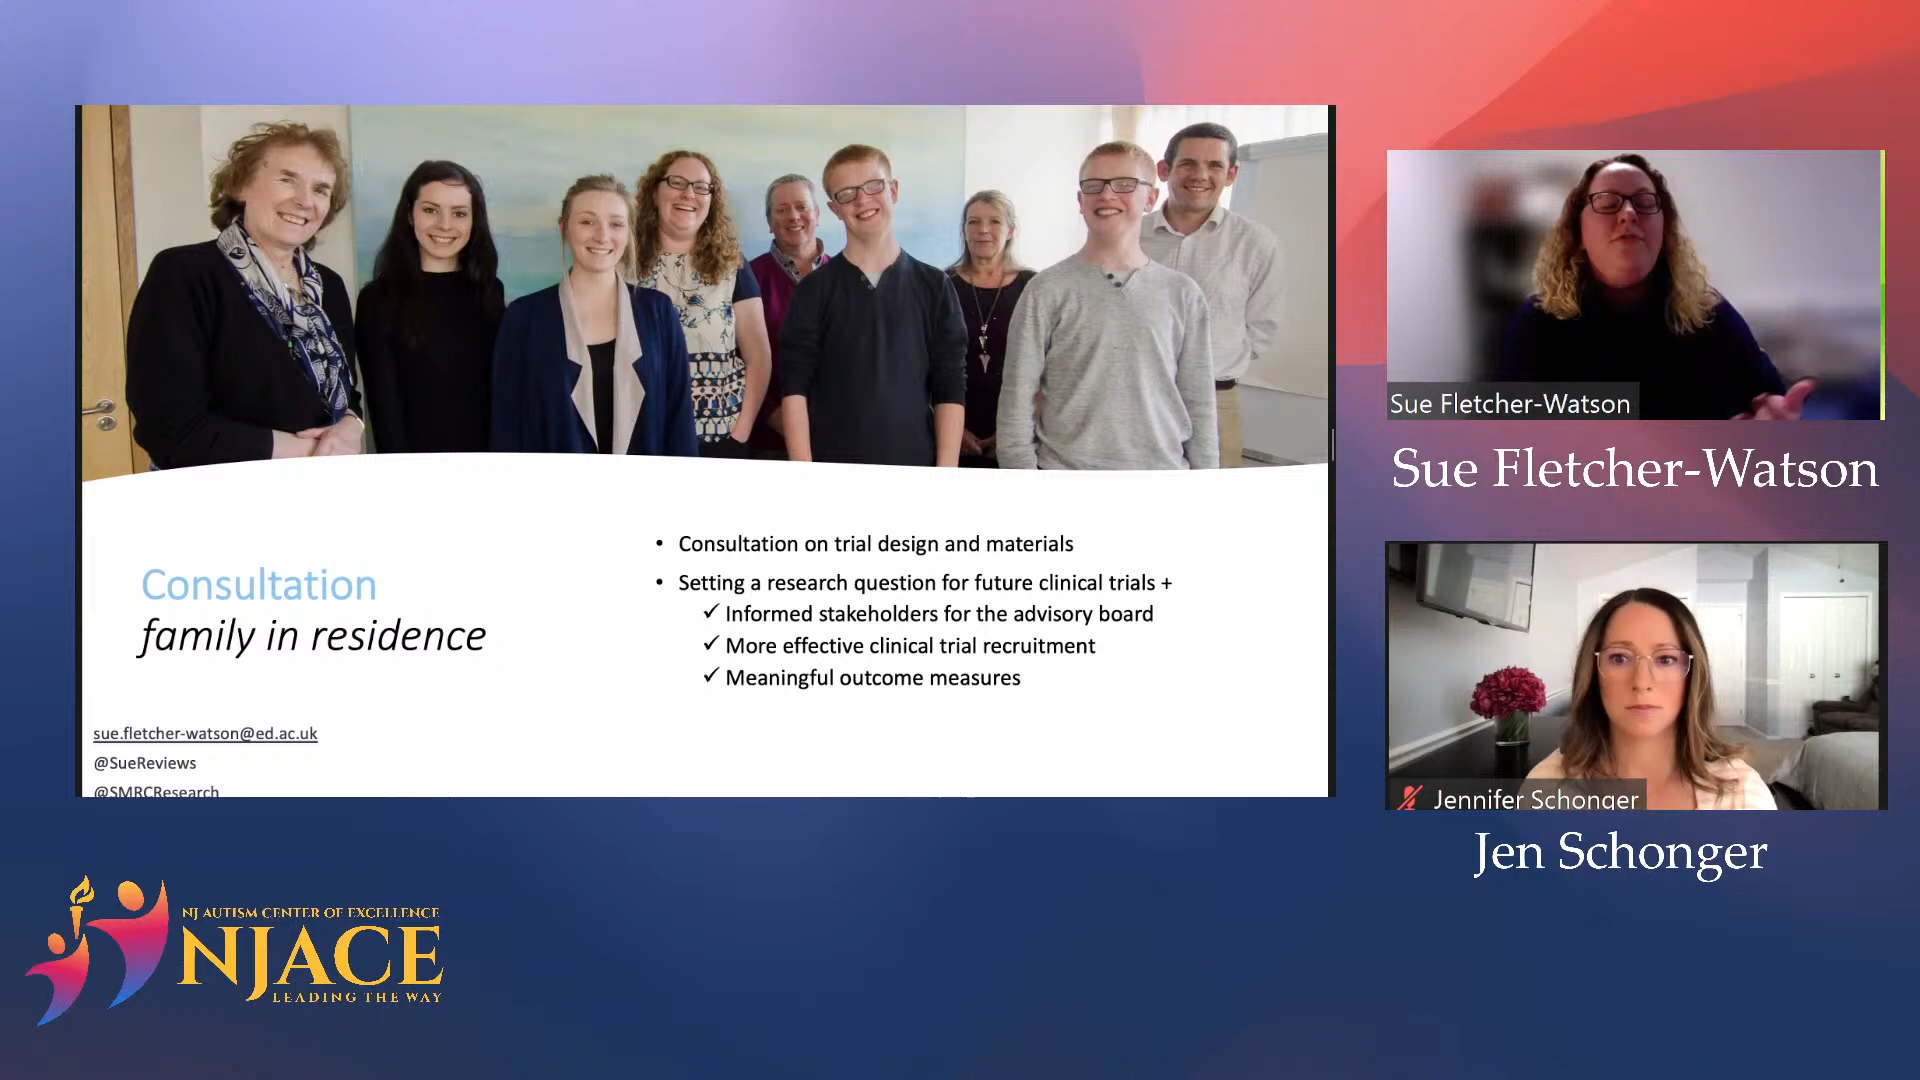 Consultation
family in residence
• Consultation on trial design and materials
• Setting a research question for future clinical trials +
✓ Informed stakeholders for the advisory board
✓ More effective clinical trial recruitment
✓ Meaningful outcome measures
sue.fletcher-watson@ed.ac.uk
@SueReviews
@SMRCResearch
Sue Fletcher-Watson
Sue Fletcher-Watson
Jennifer Schonger
Jen Schonger
NJ AUTISM CENTER OF EXCELLENCE
NJACE
LEADING THE WAY